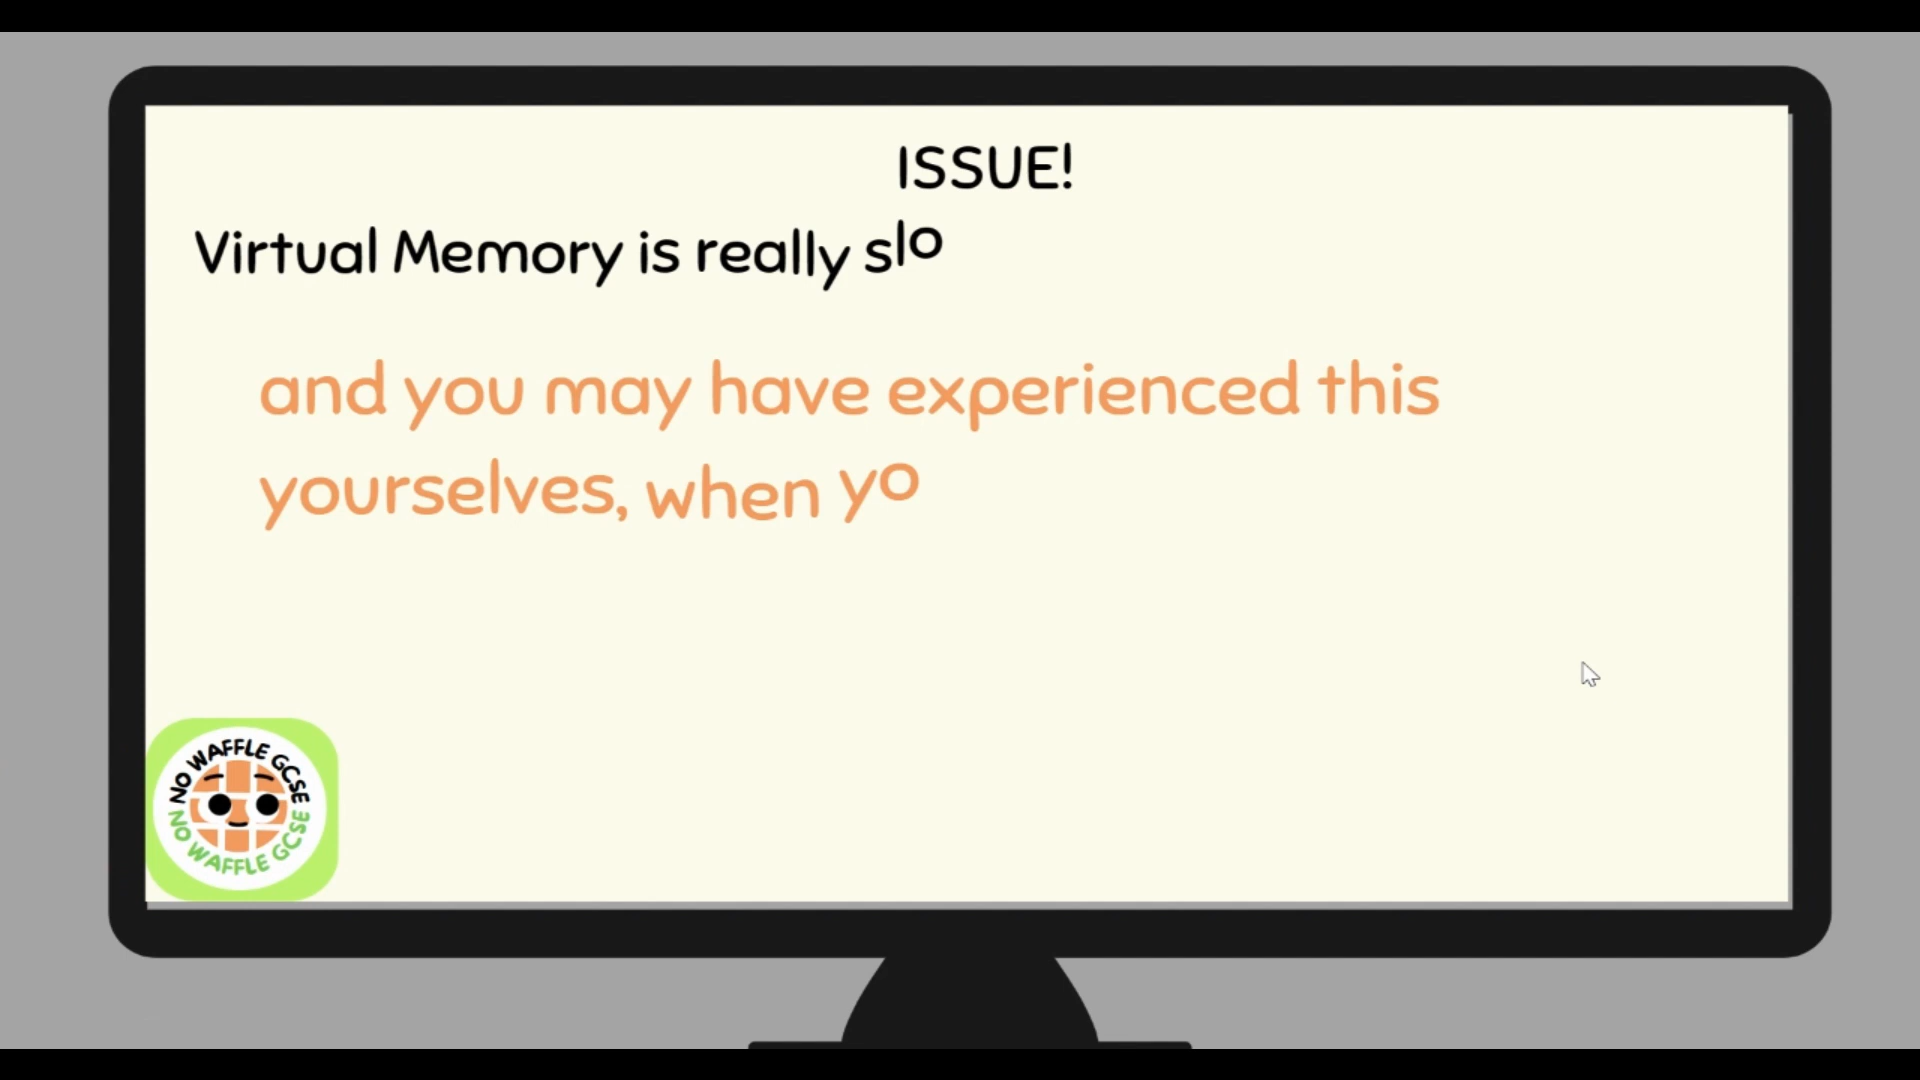 ISSUE!
Virtual Memory is really slo
and you may have experienced this
yourselves, when yo
NO WAFFLE GCSE
NO WAFFLE GCSE